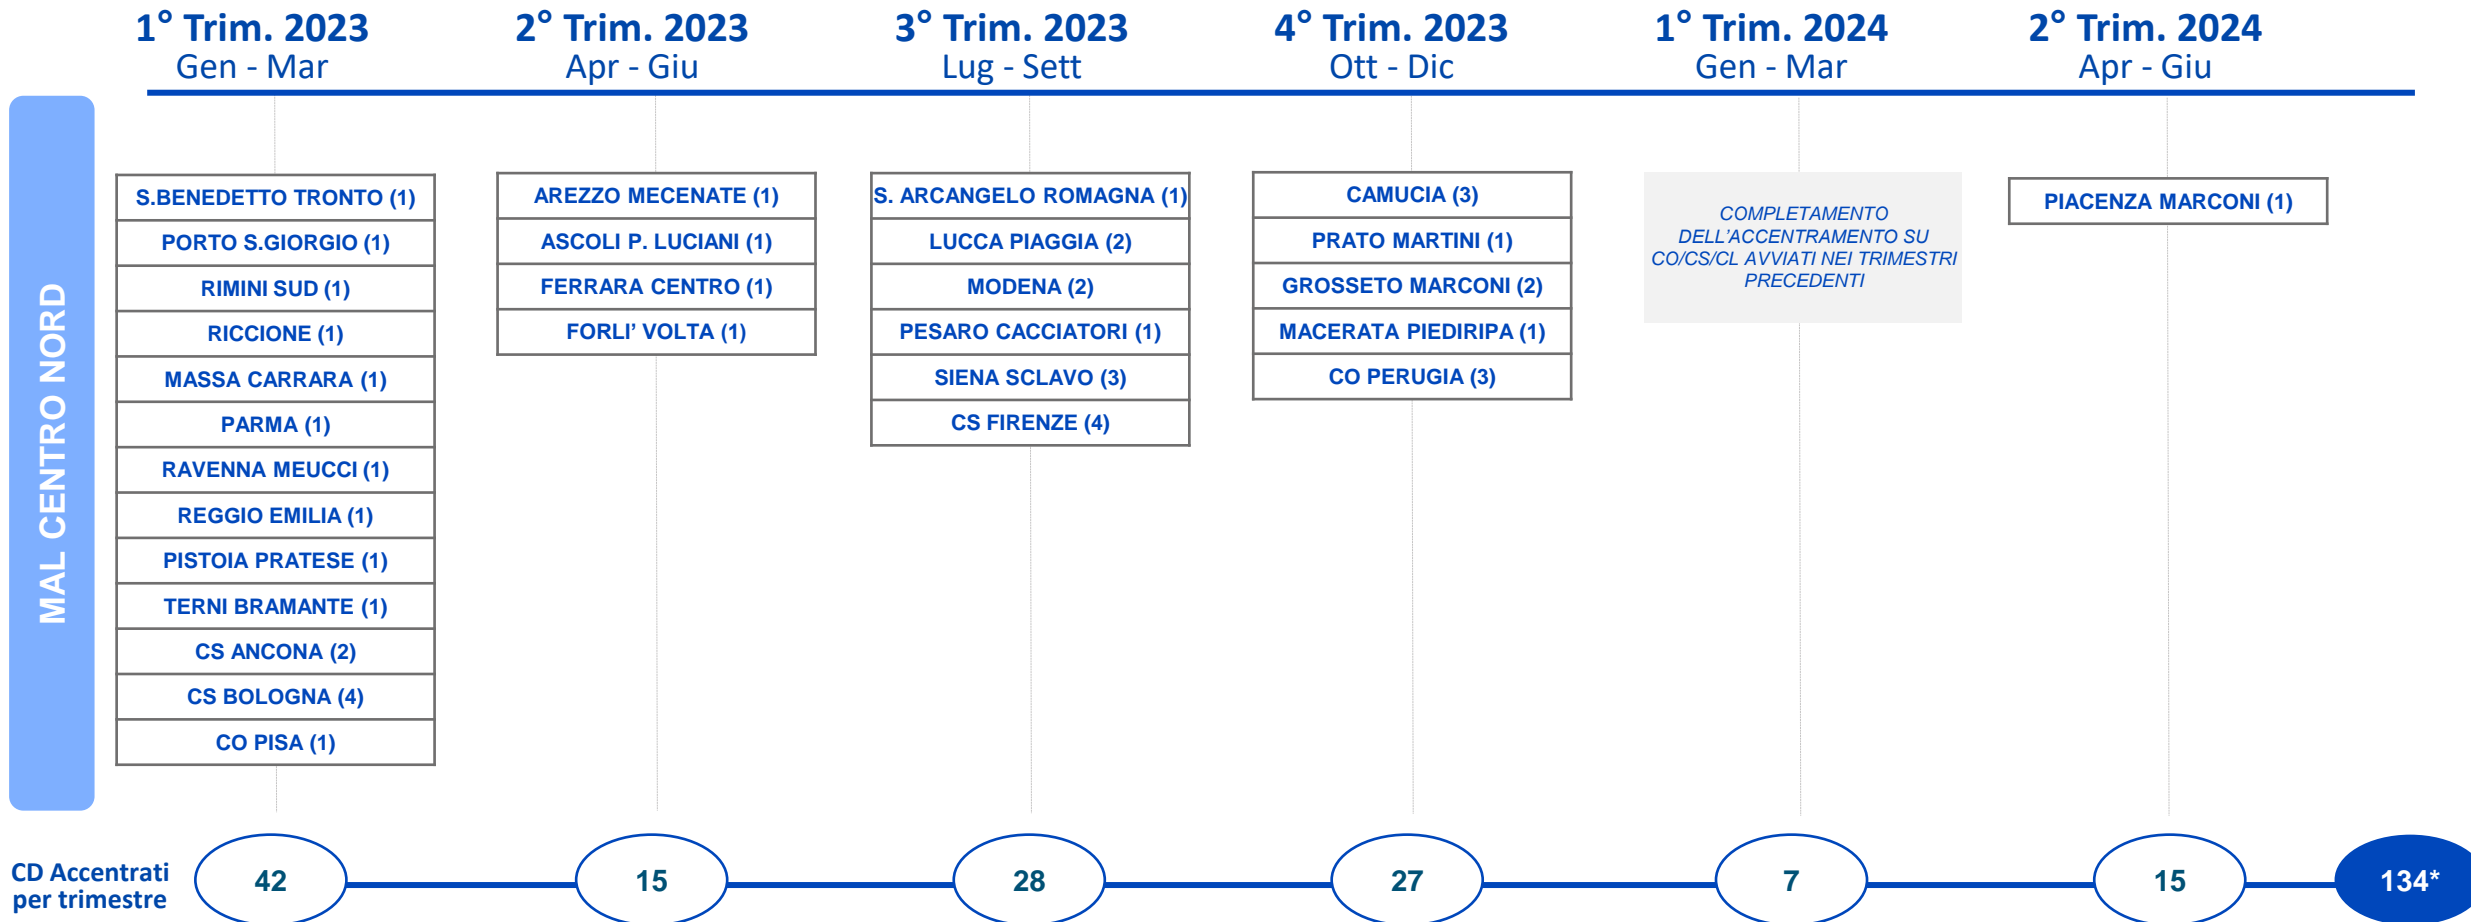 1° Trim. 2023
Gen - Mar
2° Trim. 2023
Apr - Giu
3° Trim. 2023
Lug - Sett
4° Trim. 2023
Ott - Dic
1° Trim. 2024
Gen - Mar
2° Trim. 2024
Apr - Giu
MAL CENTRO NORD
S.BENEDETTO TRONTO (1)
PORTO S.GIORGIO (1)
RIMINI SUD (1)
RICCIONE (1)
MASSA CARRARA (1)
PARMA (1)
RAVENNA MEUCCI (1)
REGGIO EMILIA (1)
PISTOIA PRATESE (1)
TERNI BRAMANTE (1)
CS ANCONA (2)
CS BOLOGNA (4)
CO PISA (1)
AREZZO MECENATE (1)
ASCOLI P. LUCIANI (1)
FERRARA CENTRO (1)
FORLI’ VOLTA (1)
S. ARCANGELO ROMAGNA (1)
LUCCA PIAGGIA (2)
MODENA (2)
PESARO CACCIATORI (1)
SIENA SCLAVO (3)
CS FIRENZE (4)
CAMUCIA (3)
PRATO MARTINI (1)
GROSSETO MARCONI (2)
MACERATA PIEDIRIPA (1)
CO PERUGIA (3)
COMPLETAMENTO
DELL’ACCENTRAMENTO SU
CO/CS/CL AVVIATI NEI TRIMESTRI
PRECEDENTI
PIACENZA MARCONI (1)
CD Accentrati
per trimestre
42
15
28
27
7
15
134*